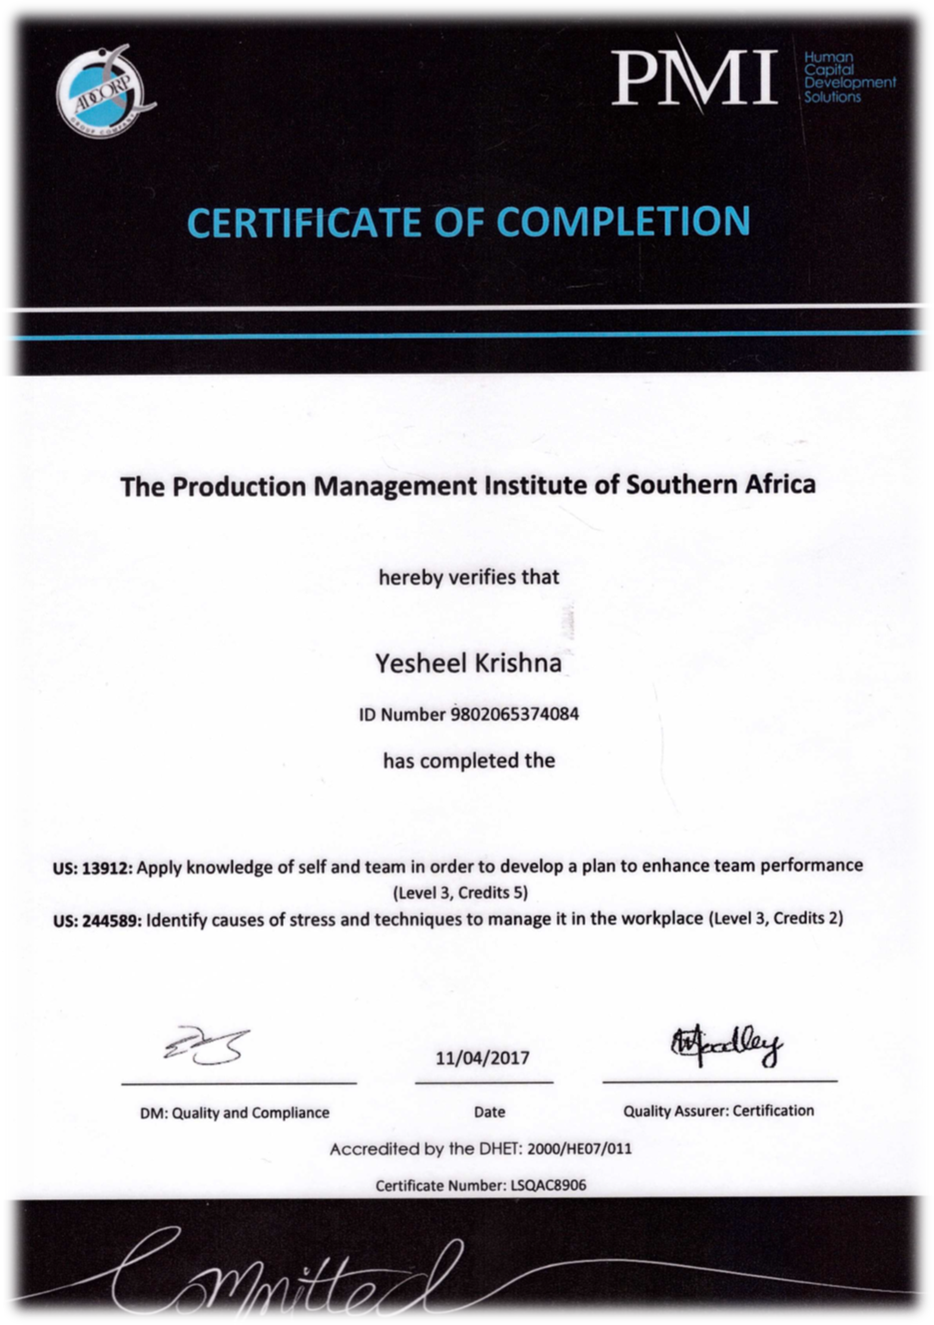 ADCORP
GROUP COMPANY
PMI
Human
Capital
Development
Solutions
CERTIFICATE OF COMPLETION
The Production Management Institute of Southern Africa
hereby verifies that
Yesheel Krishna
ID Number 9802065374084
has completed the
US: 13912: Apply knowledge of self and team in order to develop a plan to enhance team performance
(Level 3, Credits 5)
US: 244589: Identify causes of stress and techniques to manage it in the workplace (Level 3, Credits 2)
11/04/2017
DM: Quality and Compliance
Date
Quality Assurer: Certification
Accredited by the DHET: 2000/HE07/011
Certificate Number: LSQAC8906
Committed